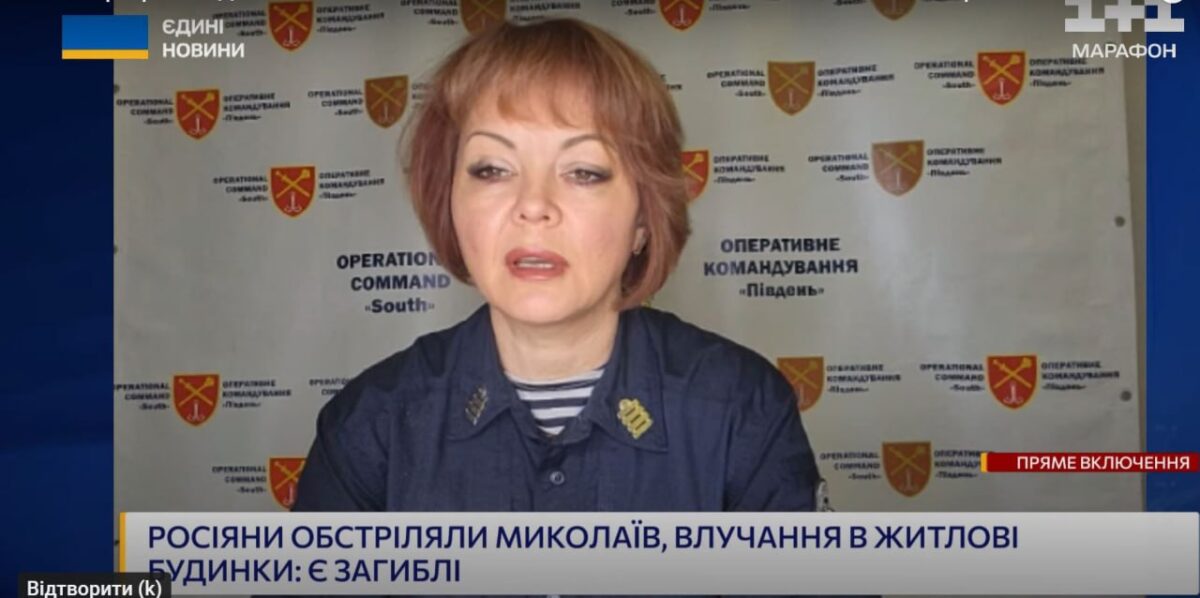 ЄДИНІ
НОВИНИ
1+1
МАРАФОН
OPERATIONAL
COMMAND
«South»
ОПЕРАТИВНЕ
КОМАНДУВАННЯ
«Південь»
ПРЯМЕ ВКЛЮЧЕННЯ
РОСІЯНИ ОБСТРІЛЯЛИ МИКОЛАЇВ, ВЛУЧАННЯ В ЖИТЛОВІ
БУДИНКИ: Є ЗАГИБЛІ
Відтворити (k)